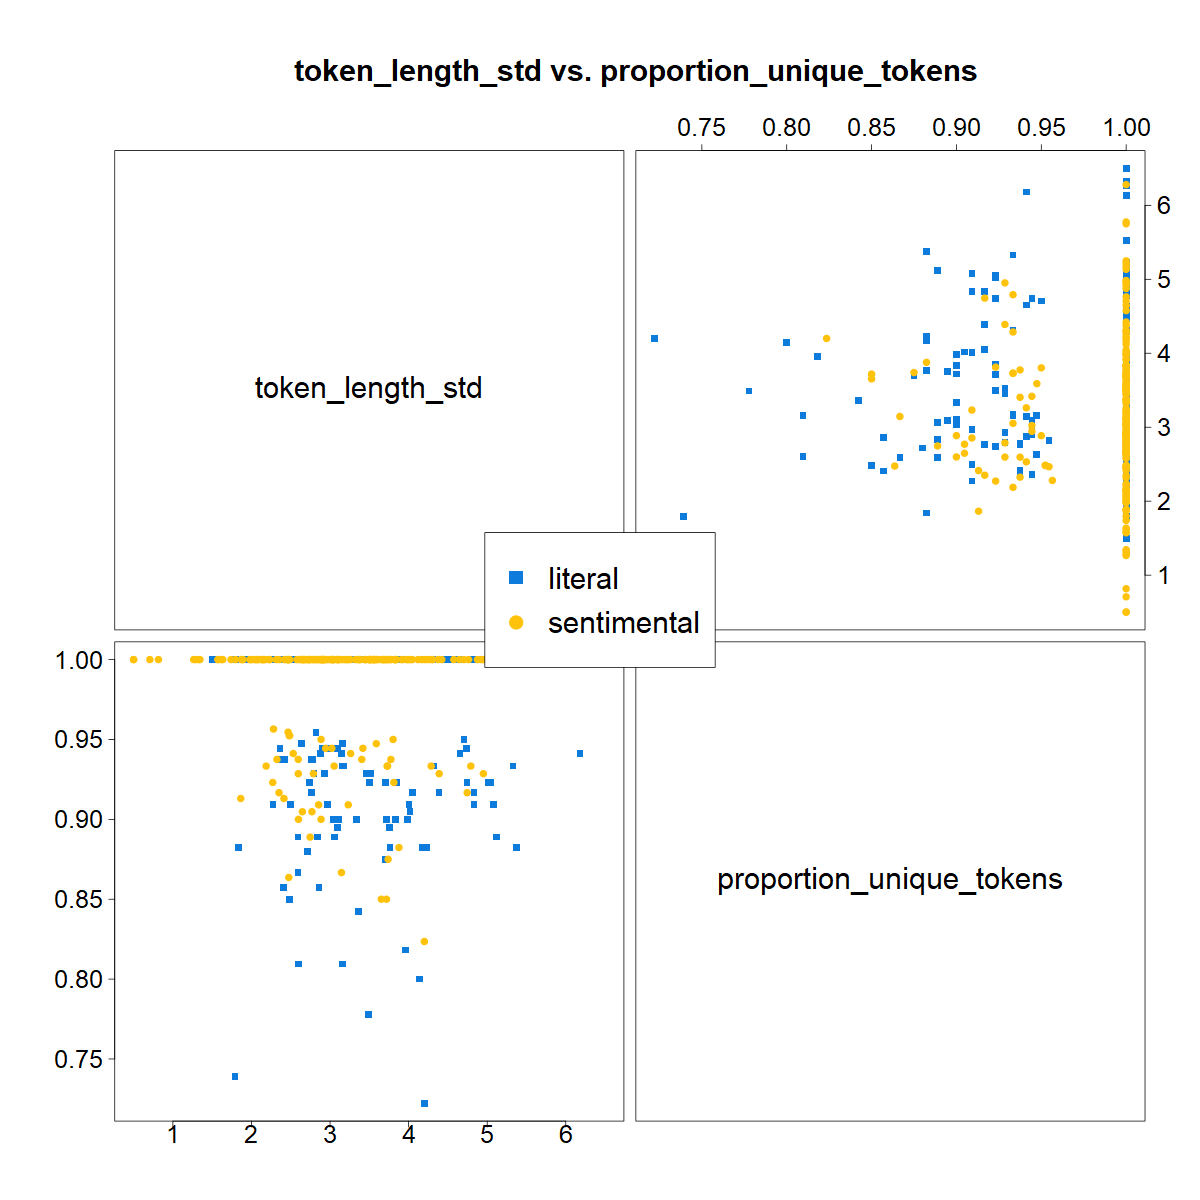 token_length_std vs. proportion_unique_tokens
0.75 0.80 0.85 0.90 0.95 1.00
token_length_std
6
5
4
3
2
1
literal
sentimental
1.00
0.95
0.90
0.85
0.80
0.75
proportion_unique_tokens
1 2 3 4 5 6